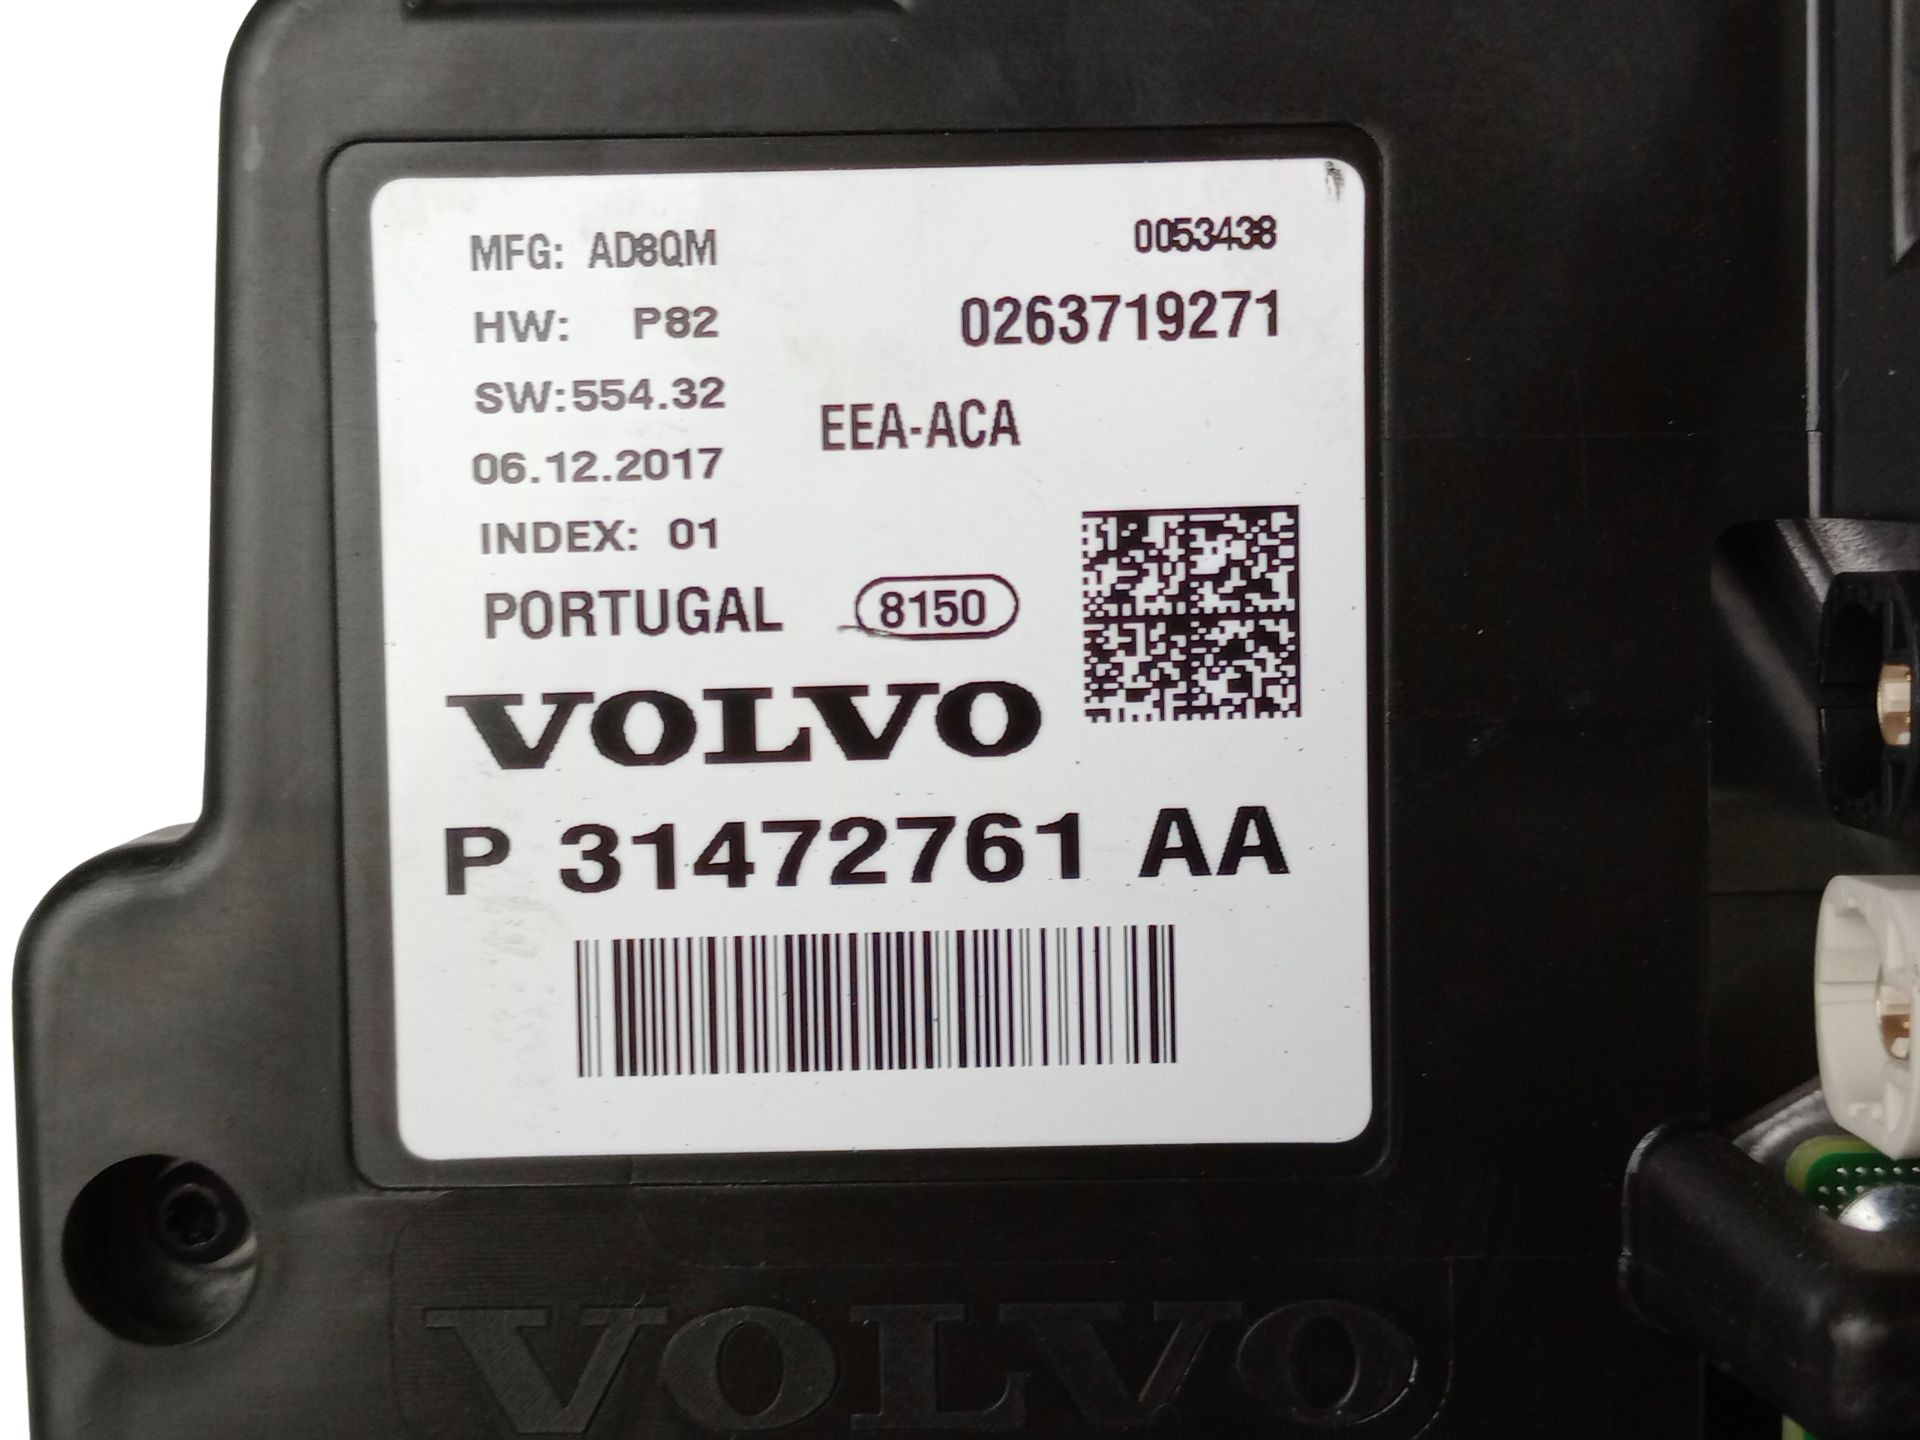 MFG: AD8QM
0053438
HW: P82
0263719271
SW:554.32
EEA-ACA
06.12.2017
INDEX: 01
PORTUGAL
8150
VOLVO
P 31472761 AA
VOLVO